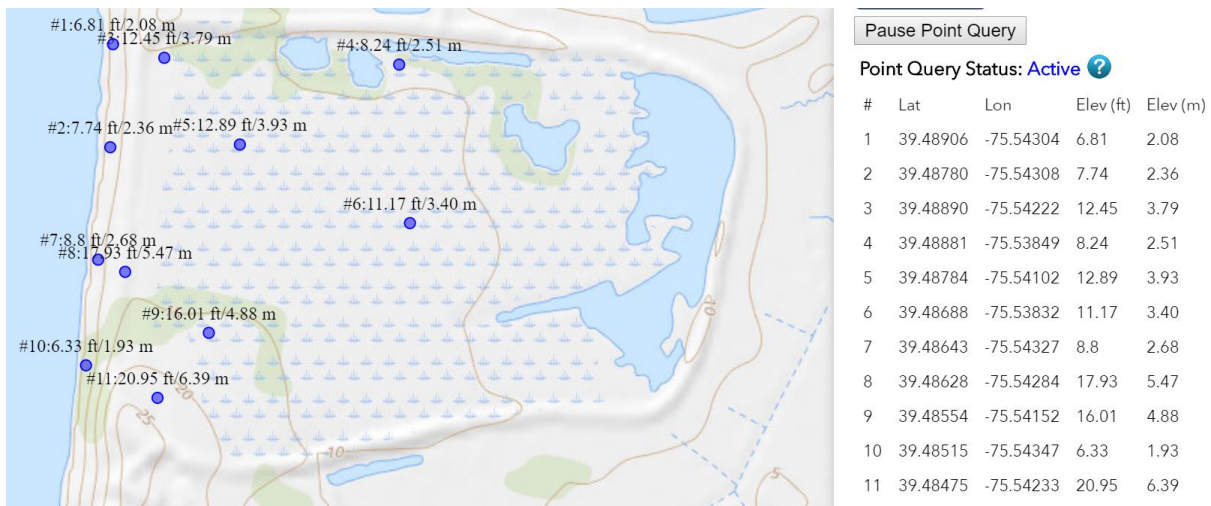 #1:6.81 ft/2.08 m
#3:12.45 ft/3.79 m
#4:8.24 ft/2.51 m
#2:7.74 ft/2.36 m
#5:12.89 ft/3.93 m
#6:11.17 ft/3.40 m
#7:8.8 ft/2.68 m
#8:17.93 ft/5.47 m
#9:16.01 ft/4.88 m
10
#10:6.33 ft/1.93 m
#11:20.95 ft/6.39 m
20
25
10
5
Pause Point Query
Point Query Status: Active ?
# Lat Lon Elev (ft) Elev (m)
1 39.48906 -75.54304 6.81 2.08
2 39.48780 -75.54308 7.74 2.36
3 39.48890 -75.54222 12.45 3.79
4 39.48881 -75.53849 8.24 2.51
5 39.48784 -75.54102 12.89 3.93
6 39.48688 -75.53832 11.17 3.40
7 39.48643 -75.54327 8.8 2.68
8 39.48628 -75.54284 17.93 5.47
9 39.48554 -75.54152 16.01 4.88
10 39.48515 -75.54347 6.33 1.93
11 39.48475 -75.54233 20.95 6.39